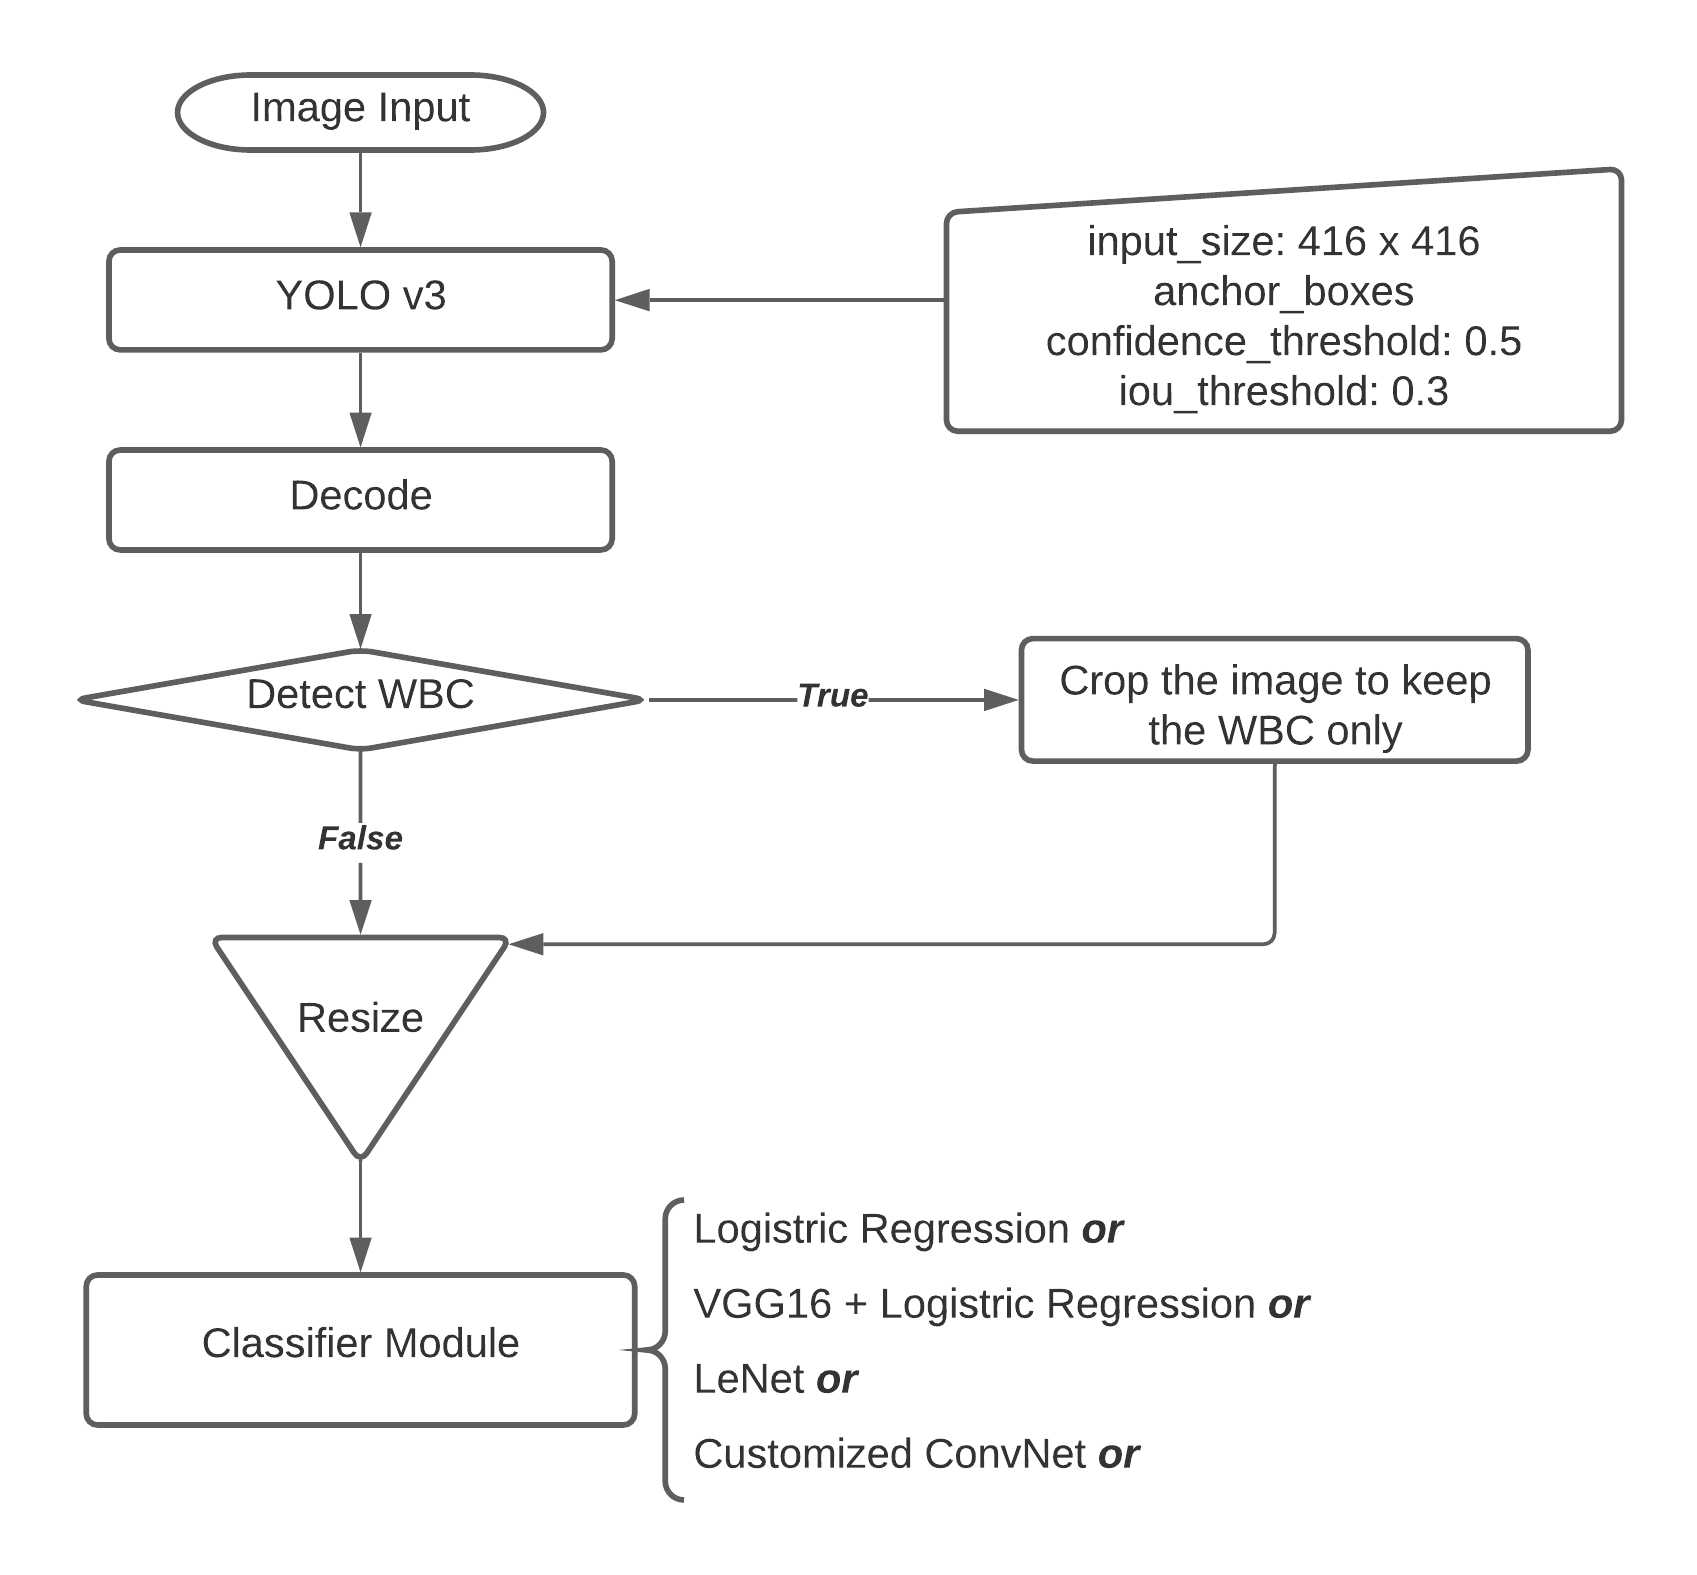 Image Input
YOLO v3
input_size: 416 x 416
anchor_boxes
confidence_threshold: 0.5
iou_threshold: 0.3
Decode
Detect WBC
True
Crop the image to keep
the WBC only
False
Resize
Classifier Module
Logistric Regression or
VGG16 + Logistric Regression or
LeNet or
Customized ConvNet or